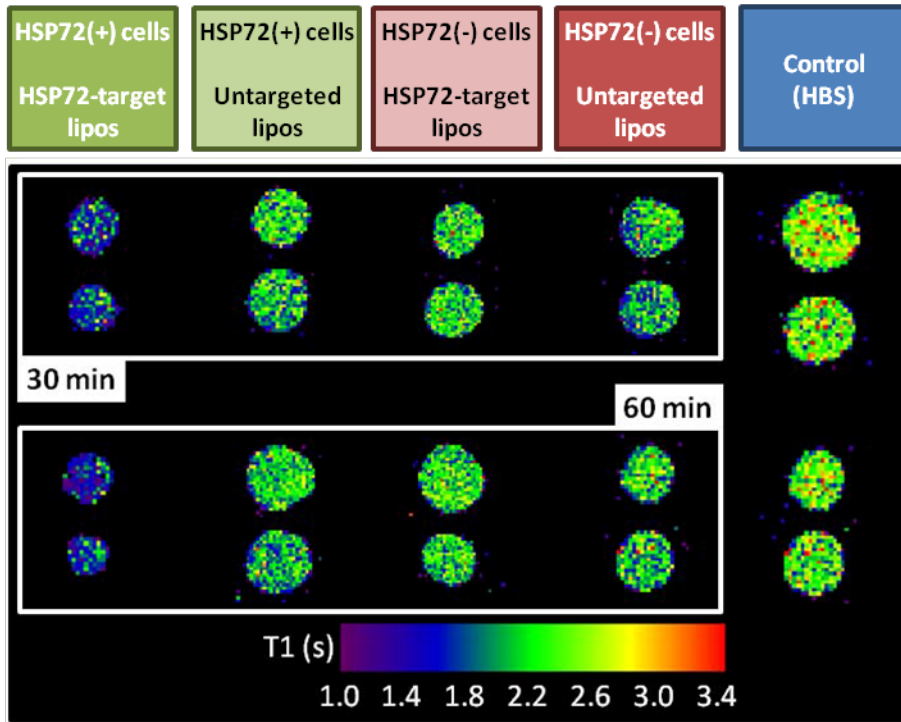 HSP72(+) cells
HSP72-target
lipos
HSP72(+) cells
Untargeted
lipos
HSP72(-) cells
HSP72-target
lipos
HSP72(-) cells
Untargeted
lipos
Control
(HBS)
30 min
60 min
T1 (s)
1.0 1.4 1.8 2.2 2.6 3.0 3.4